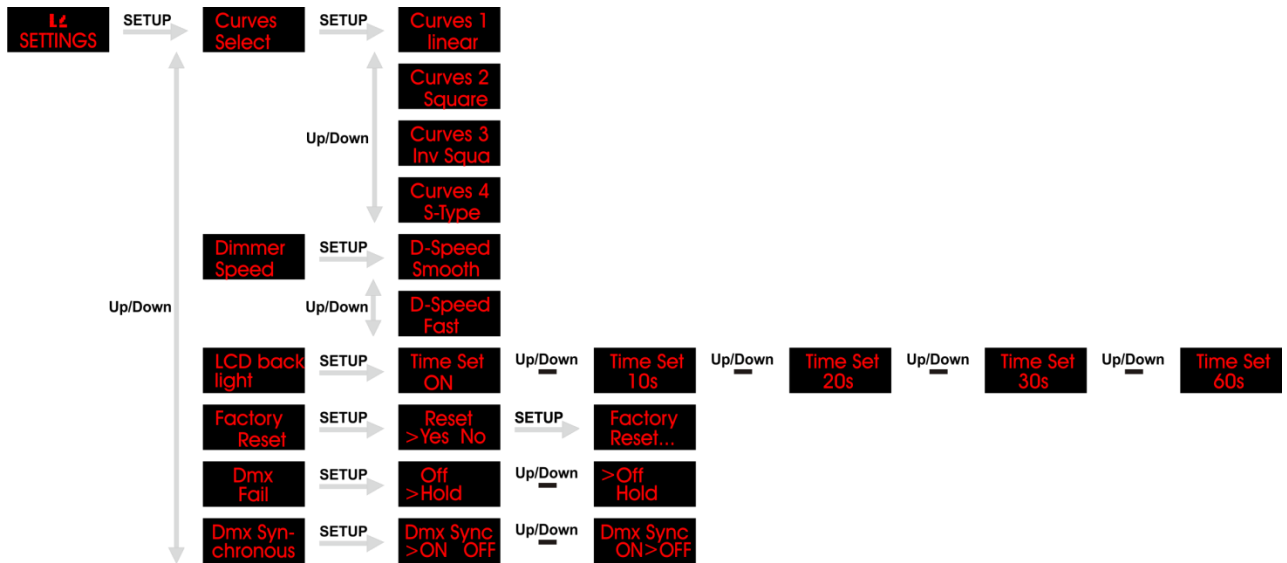 SETTINGS
SETUP
Curves
Select
SETUP
Curves 1
linear
Curves 2
Square
Up/Down
Curves 3
Inv Squa
Curves 4
S-Type
Dimmer
Speed
SETUP
D-Speed
Smooth
Up/Down
Up/Down
D-Speed
Fast
LCD back
light
SETUP
Time Set
ON
Up/Down
Time Set
10s
Up/Down
Time Set
20s
Up/Down
Time Set
30s
Up/Down
Time Set
60s
Factory
Reset
SETUP
Reset
>Yes No
SETUP
Factory
Reset...
Dmx
Fail
SETUP
Off
>Hold
Up/Down
>Off
Hold
Dmx Syn-
chronous
SETUP
Dmx Sync
>ON OFF
Up/Down
Dmx Sync
ON>OFF